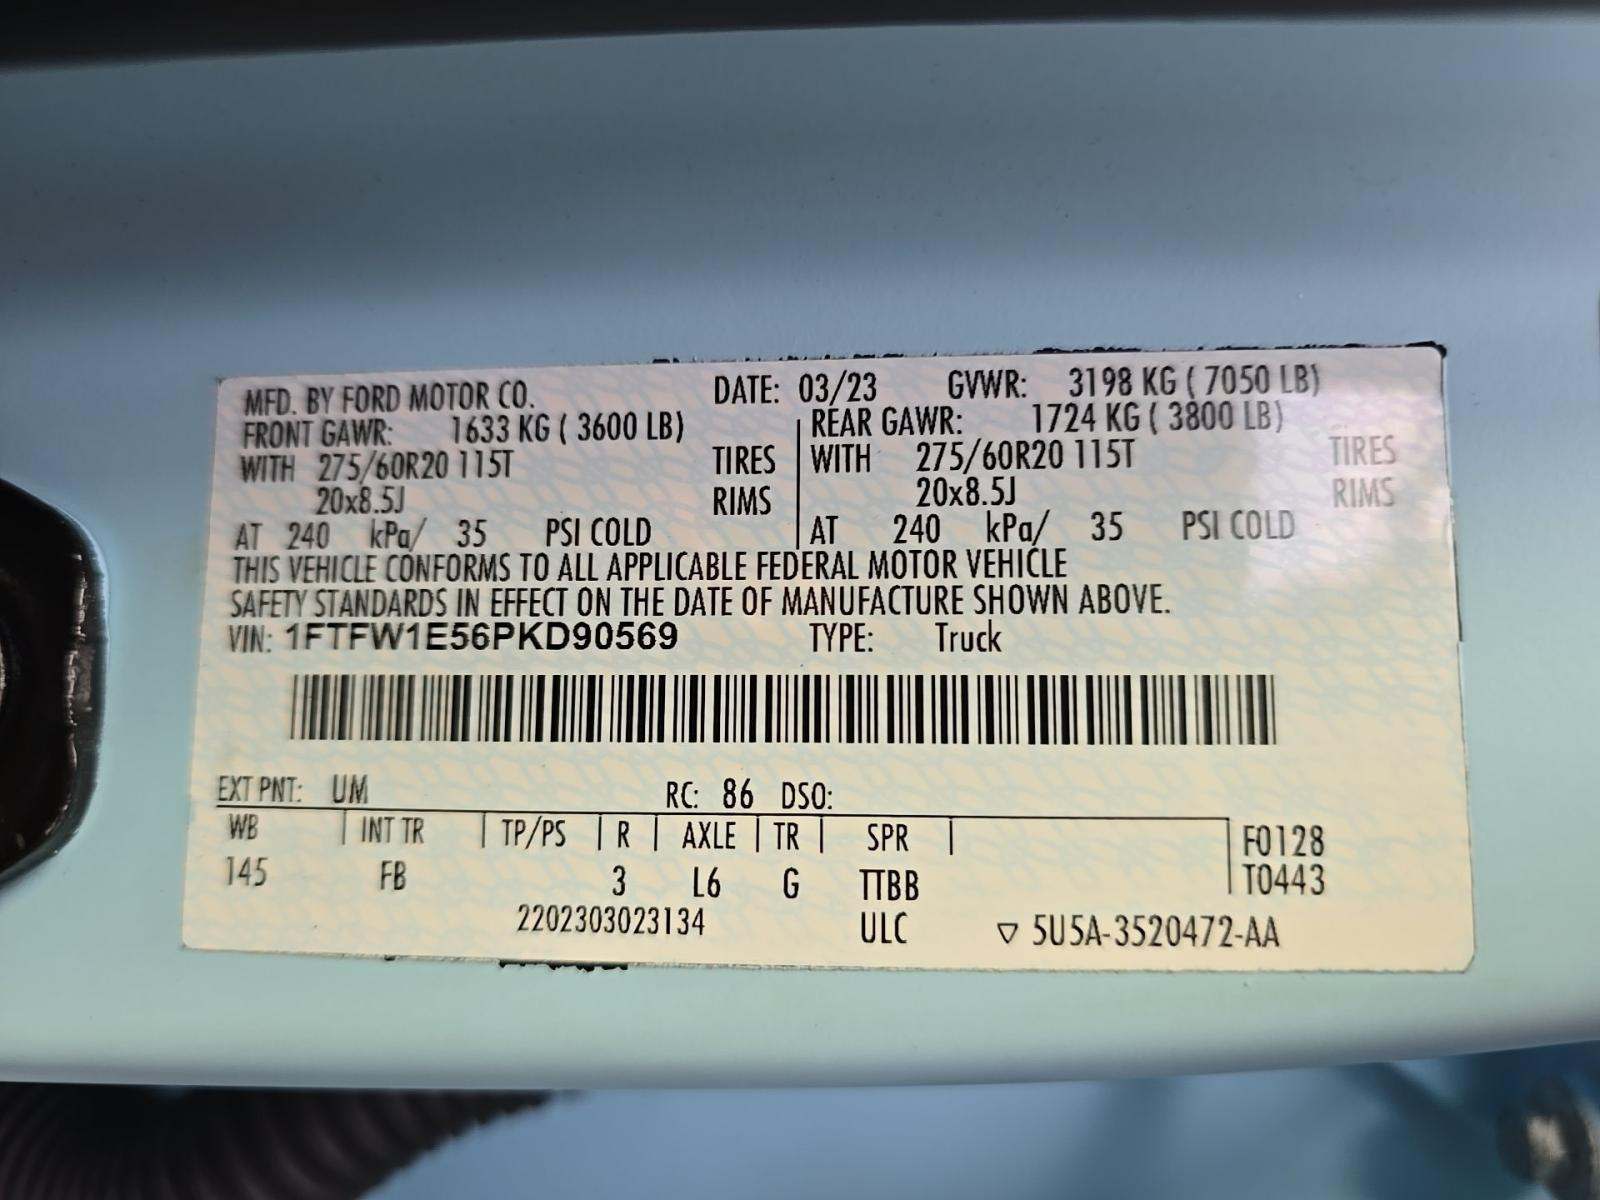 MFD. BY FORD MOTOR CO. DATE: 03/23 GVWR: 3198 KG ( 7050 LB)
FRONT GAWR: 1633 KG ( 3600 LB) REAR GAWR: 1724 KG ( 3800 LB)
WITH 275/60R20 115T TIRES WITH 275/60R20 115T TIRES
20x8.5J RIMS 20x8.5J RIMS
AT 240 kPa/ 35 PSI COLD AT 240 kPa/ 35 PSI COLD
THIS VEHICLE CONFORMS TO ALL APPLICABLE FEDERAL MOTOR VEHICLE
SAFETY STANDARDS IN EFFECT ON THE DATE OF MANUFACTURE SHOWN ABOVE.
VIN: 1FTFW1E56PKD90569 TYPE: Truck
EXT PNT: UM RC: 86 DSO:
WB INT TR TP/PS R AXLE TR SPR F0128
145 FB 3 L6 G TTBB T0443
2202303023134 ULC ▽ 5U5A-3520472-AA